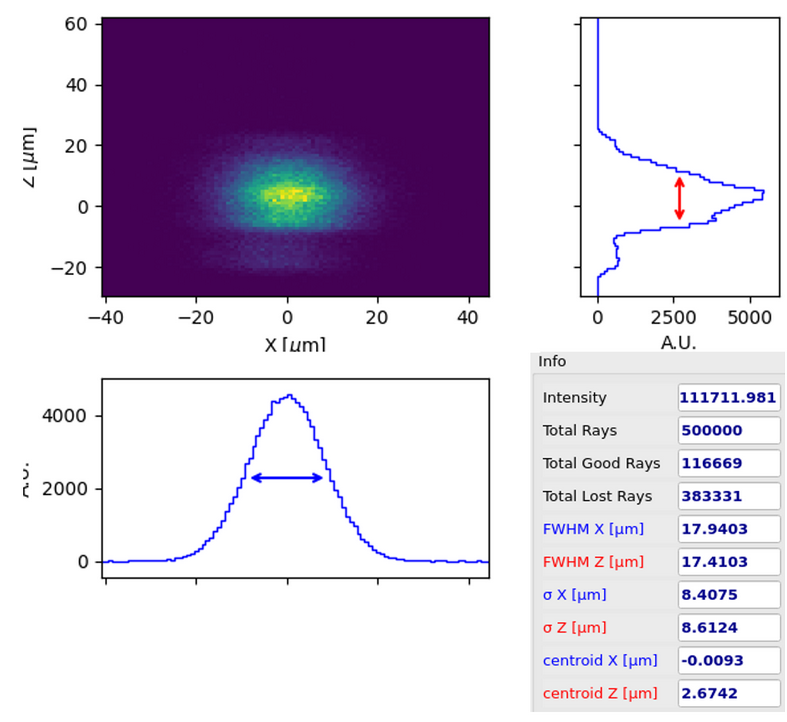 60
40
20
0
−20
Z [μm]
−40 −20 0 20 40
X [μm]
0 2500 5000
A.U.
4000
2000
0
A.U.
Info
Intensity 111711.981
Total Rays 500000
Total Good Rays 116669
Total Lost Rays 383331
FWHM X [μm] 17.9403
FWHM Z [μm] 17.4103
σ X [μm] 8.4075
σ Z [μm] 8.6124
centroid X [μm] -0.0093
centroid Z [μm] 2.6742